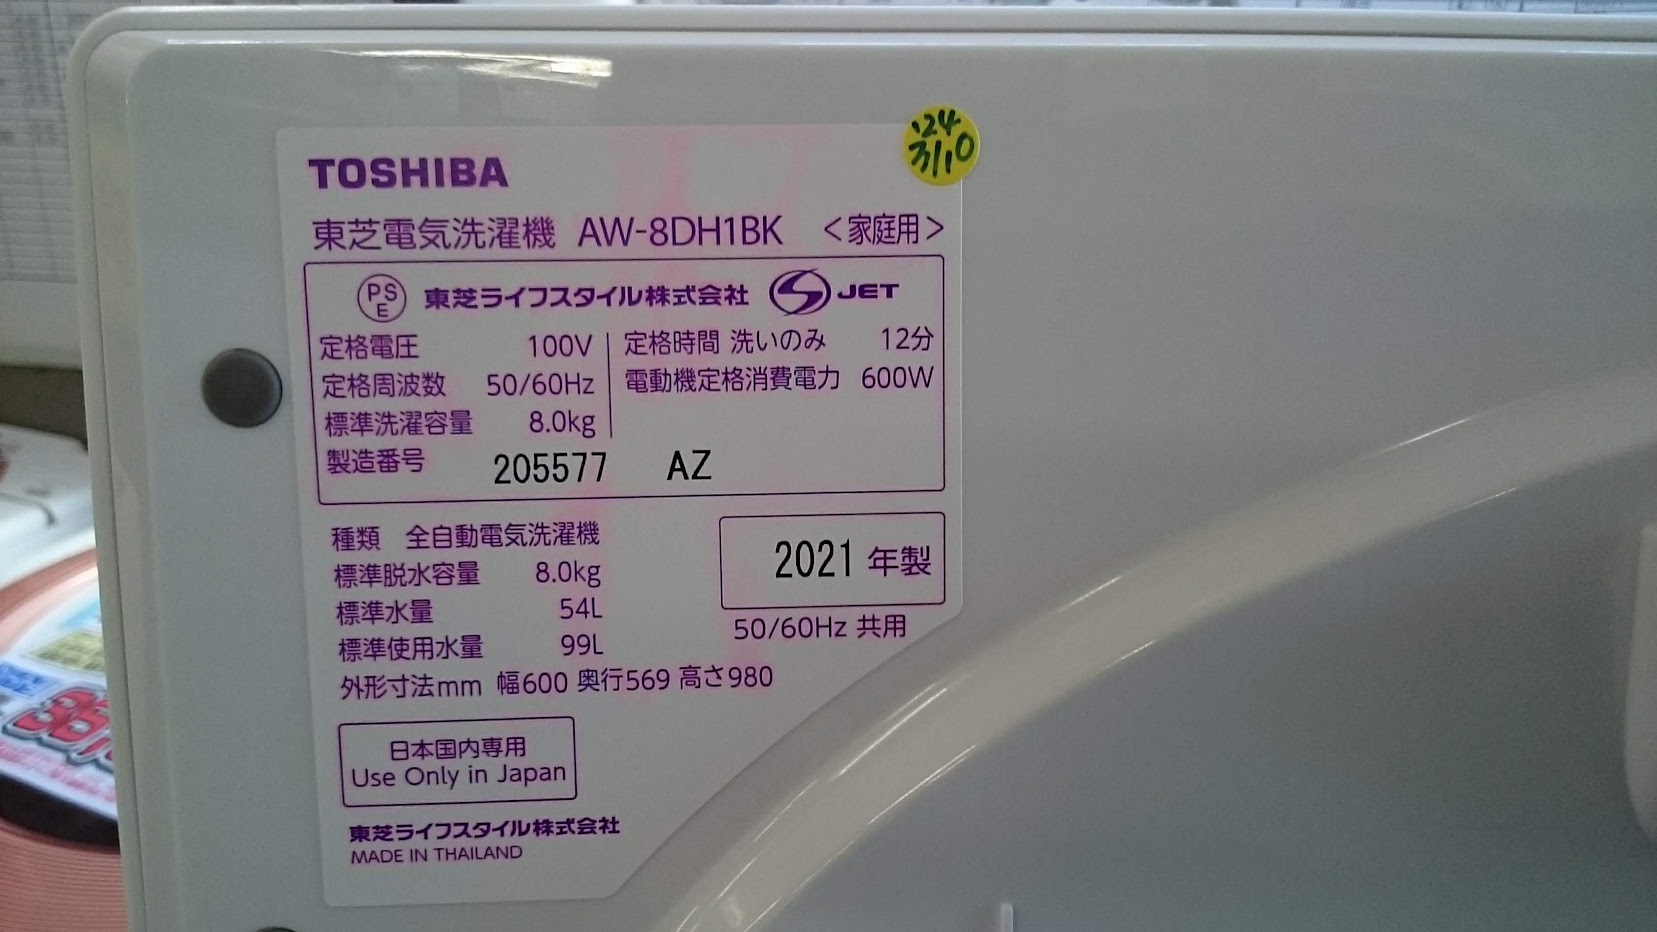 '24
3/10
TOSHIBA
東芝電気洗濯機 AW-8DH1BK <家庭用>
PS
E
東芝ライフスタイル株式会社 JET
定格電圧 100V
定格周波数 50/60Hz
標準洗濯容量 8.0kg
定格時間 洗いのみ 12分
電動機定格消費電力 600W
製造番号 205577 AZ
種類 全自動電気洗濯機
標準脱水容量 8.0kg
標準水量 54L
標準使用水量 99L
外形寸法mm 幅600 奥行569 高さ980
2021 年製
50/60Hz 共用
日本国内専用
Use Only in Japan
東芝ライフスタイル株式会社
MADE IN THAILAND